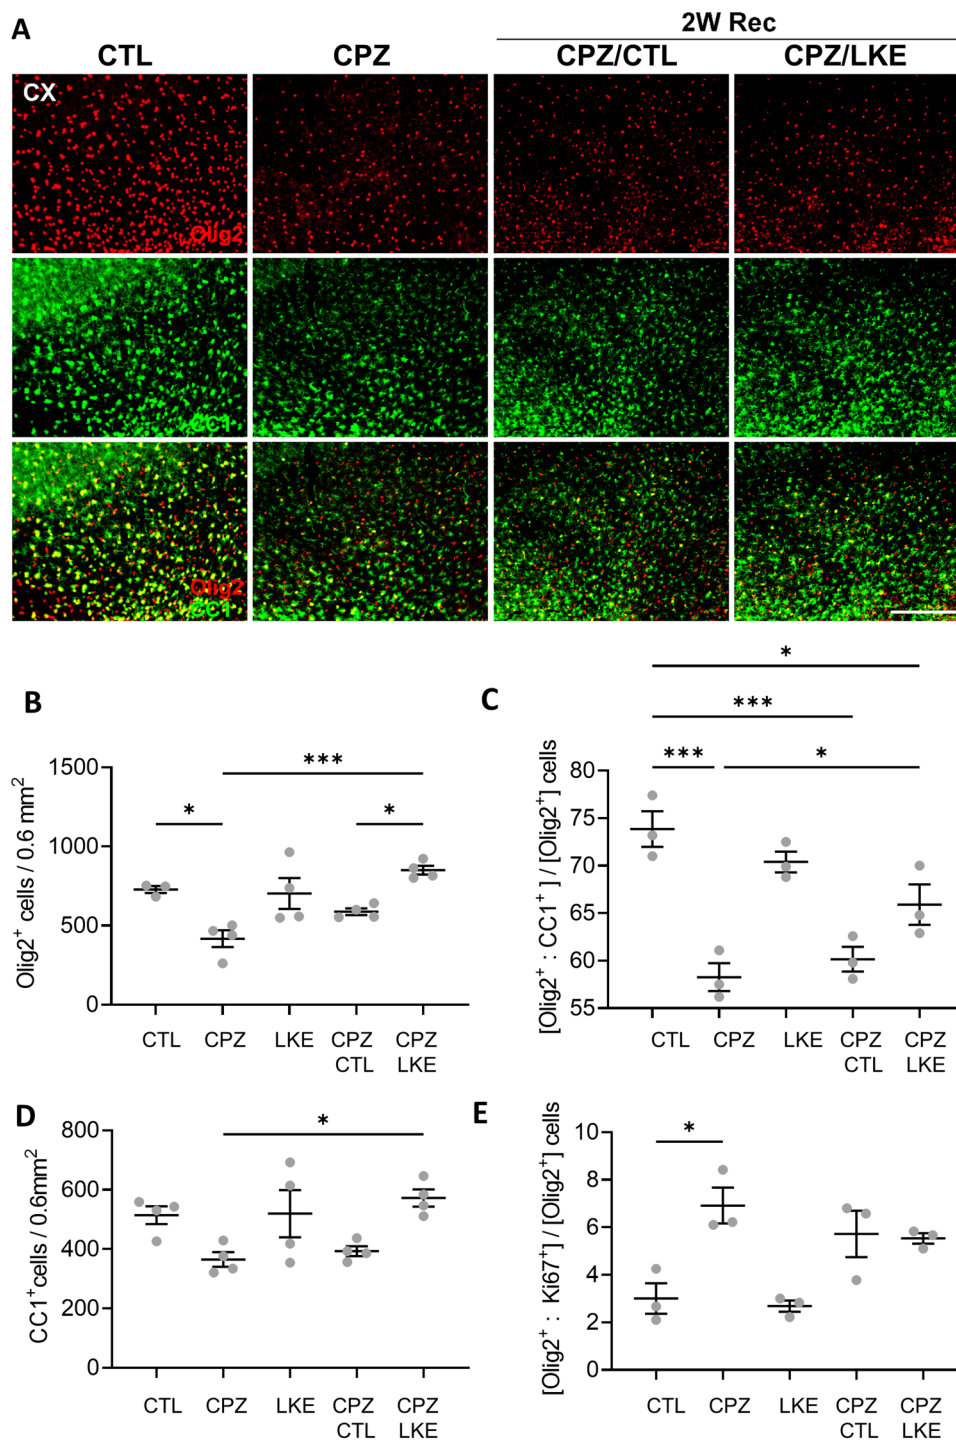 A
2W Rec
CTL
CPZ
CPZ/CTL
CPZ/LKE
CX
Olig2
CC1
Olig2
CC1
B
Olig2⁺ cells / 0.6 mm²
1500
1000
500
0
*
***
*
CTL
CPZ
LKE
CPZ CTL
CPZ LKE
C
[Olig2⁺ : CC1⁺] / [Olig2⁺] cells
80
75
70
65
60
55
*
***
***
*
CTL
CPZ
LKE
CPZ CTL
CPZ LKE
D
CC1⁺cells / 0.6mm²
800
600
400
200
0
*
CTL
CPZ
LKE
CPZ CTL
CPZ LKE
E
[Olig2⁺ : Ki67⁺] / [Olig2⁺] cells
10
8
6
4
2
0
*
CTL
CPZ
LKE
CPZ CTL
CPZ LKE